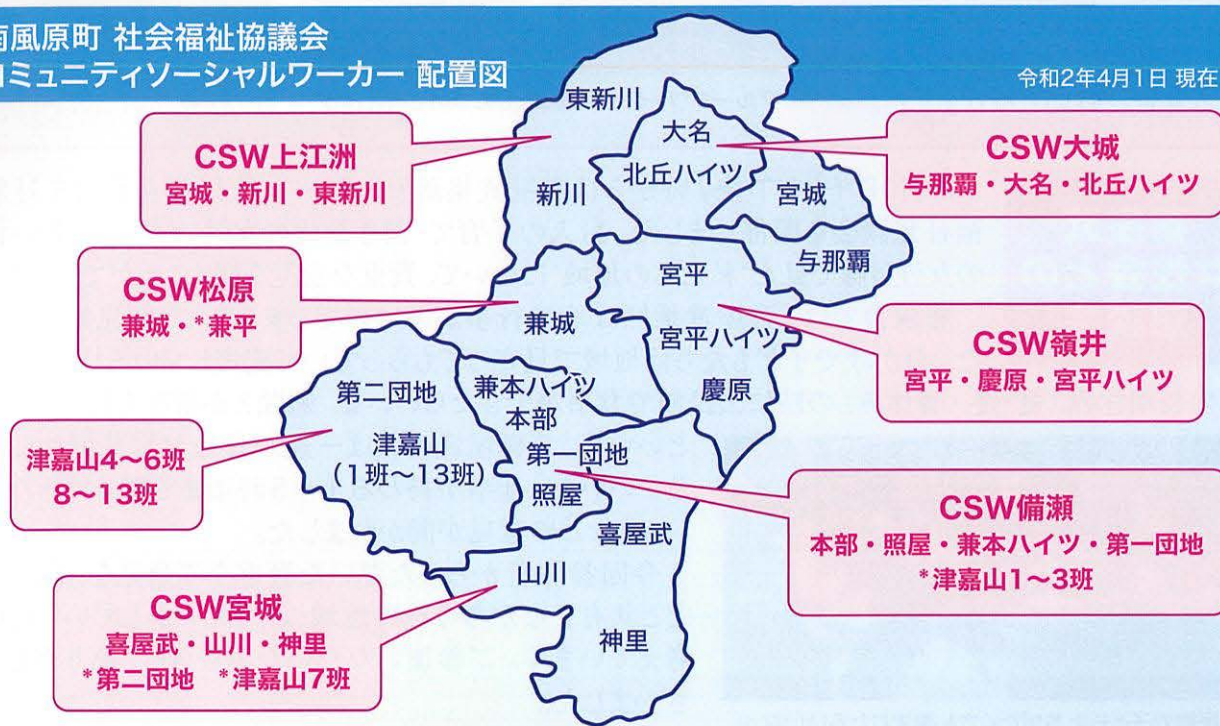 南風原町 社会福祉協議会
コミュニティソーシャルワーカー 配置図
令和2年4月1日 現在
東新川
大名
北丘ハイツ
新川
宮城
与那覇
宮平
宮平ハイツ
慶原
兼城
兼本ハイツ
本部
第二団地
津嘉山
（1班〜13班）
第一団地
照屋
喜屋武
山川
神里
CSW上江洲
宮城・新川・東新川
CSW大城
与那覇・大名・北丘ハイツ
CSW松原
兼城・*兼平
CSW嶺井
宮平・慶原・宮平ハイツ
津嘉山4〜6班
8〜13班
CSW備瀬
本部・照屋・兼本ハイツ・第一団地
*津嘉山1〜3班
CSW宮城
喜屋武・山川・神里
*第二団地 *津嘉山7班